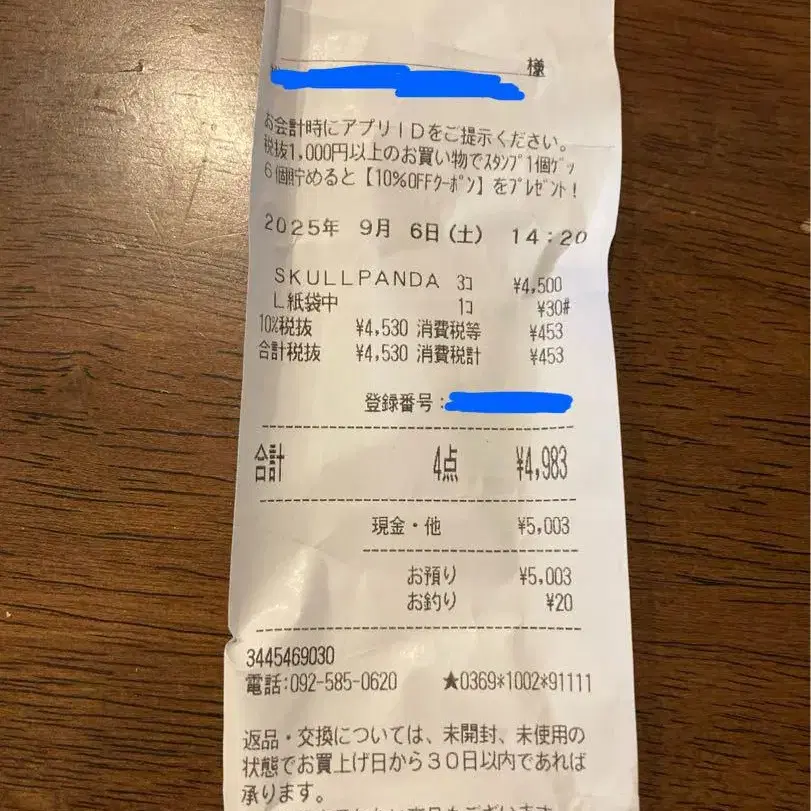 様
お会計時にアプリIDをご提示ください。
税抜1,000円以上のお買い物でｽﾀﾝﾌﾟ1個ｹﾞｯ
6個貯めると【10%OFFｸｰﾎﾟﾝ】をﾌﾟﾚｾﾞﾝﾄ!
2025年 9月 6日(土) 14:20
SKULLPANDA 3コ ¥4,500
L紙袋中 1コ ¥30#
10%税抜 ¥4,530 消費税等 ¥453
合計税抜 ¥4,530 消費税計 ¥453
登録番号:
合計 4点 ¥4,983
現金・他 ¥5,003
お預り ¥5,003
お釣り ¥20
3445469030
電話:092-585-0620 ★0369*1002*91111
返品・交換については、未開封、未使用の
状態でお買上げ日から30日以内であれば
承ります。